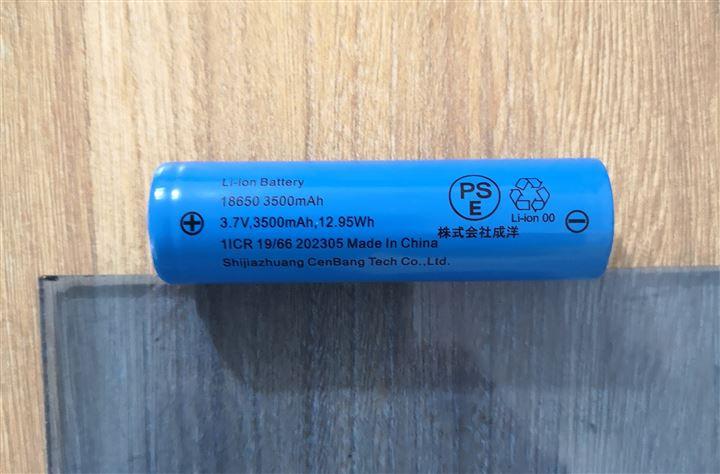 Li-ion Battery
18650 3500mAh
3.7V,3500mAh,12.95Wh
1ICR 19/66 202305 Made In China
Shijiazhuang CenBang Tech Co.,Ltd.
PS
E
Li-ion 00
株式会社成洋